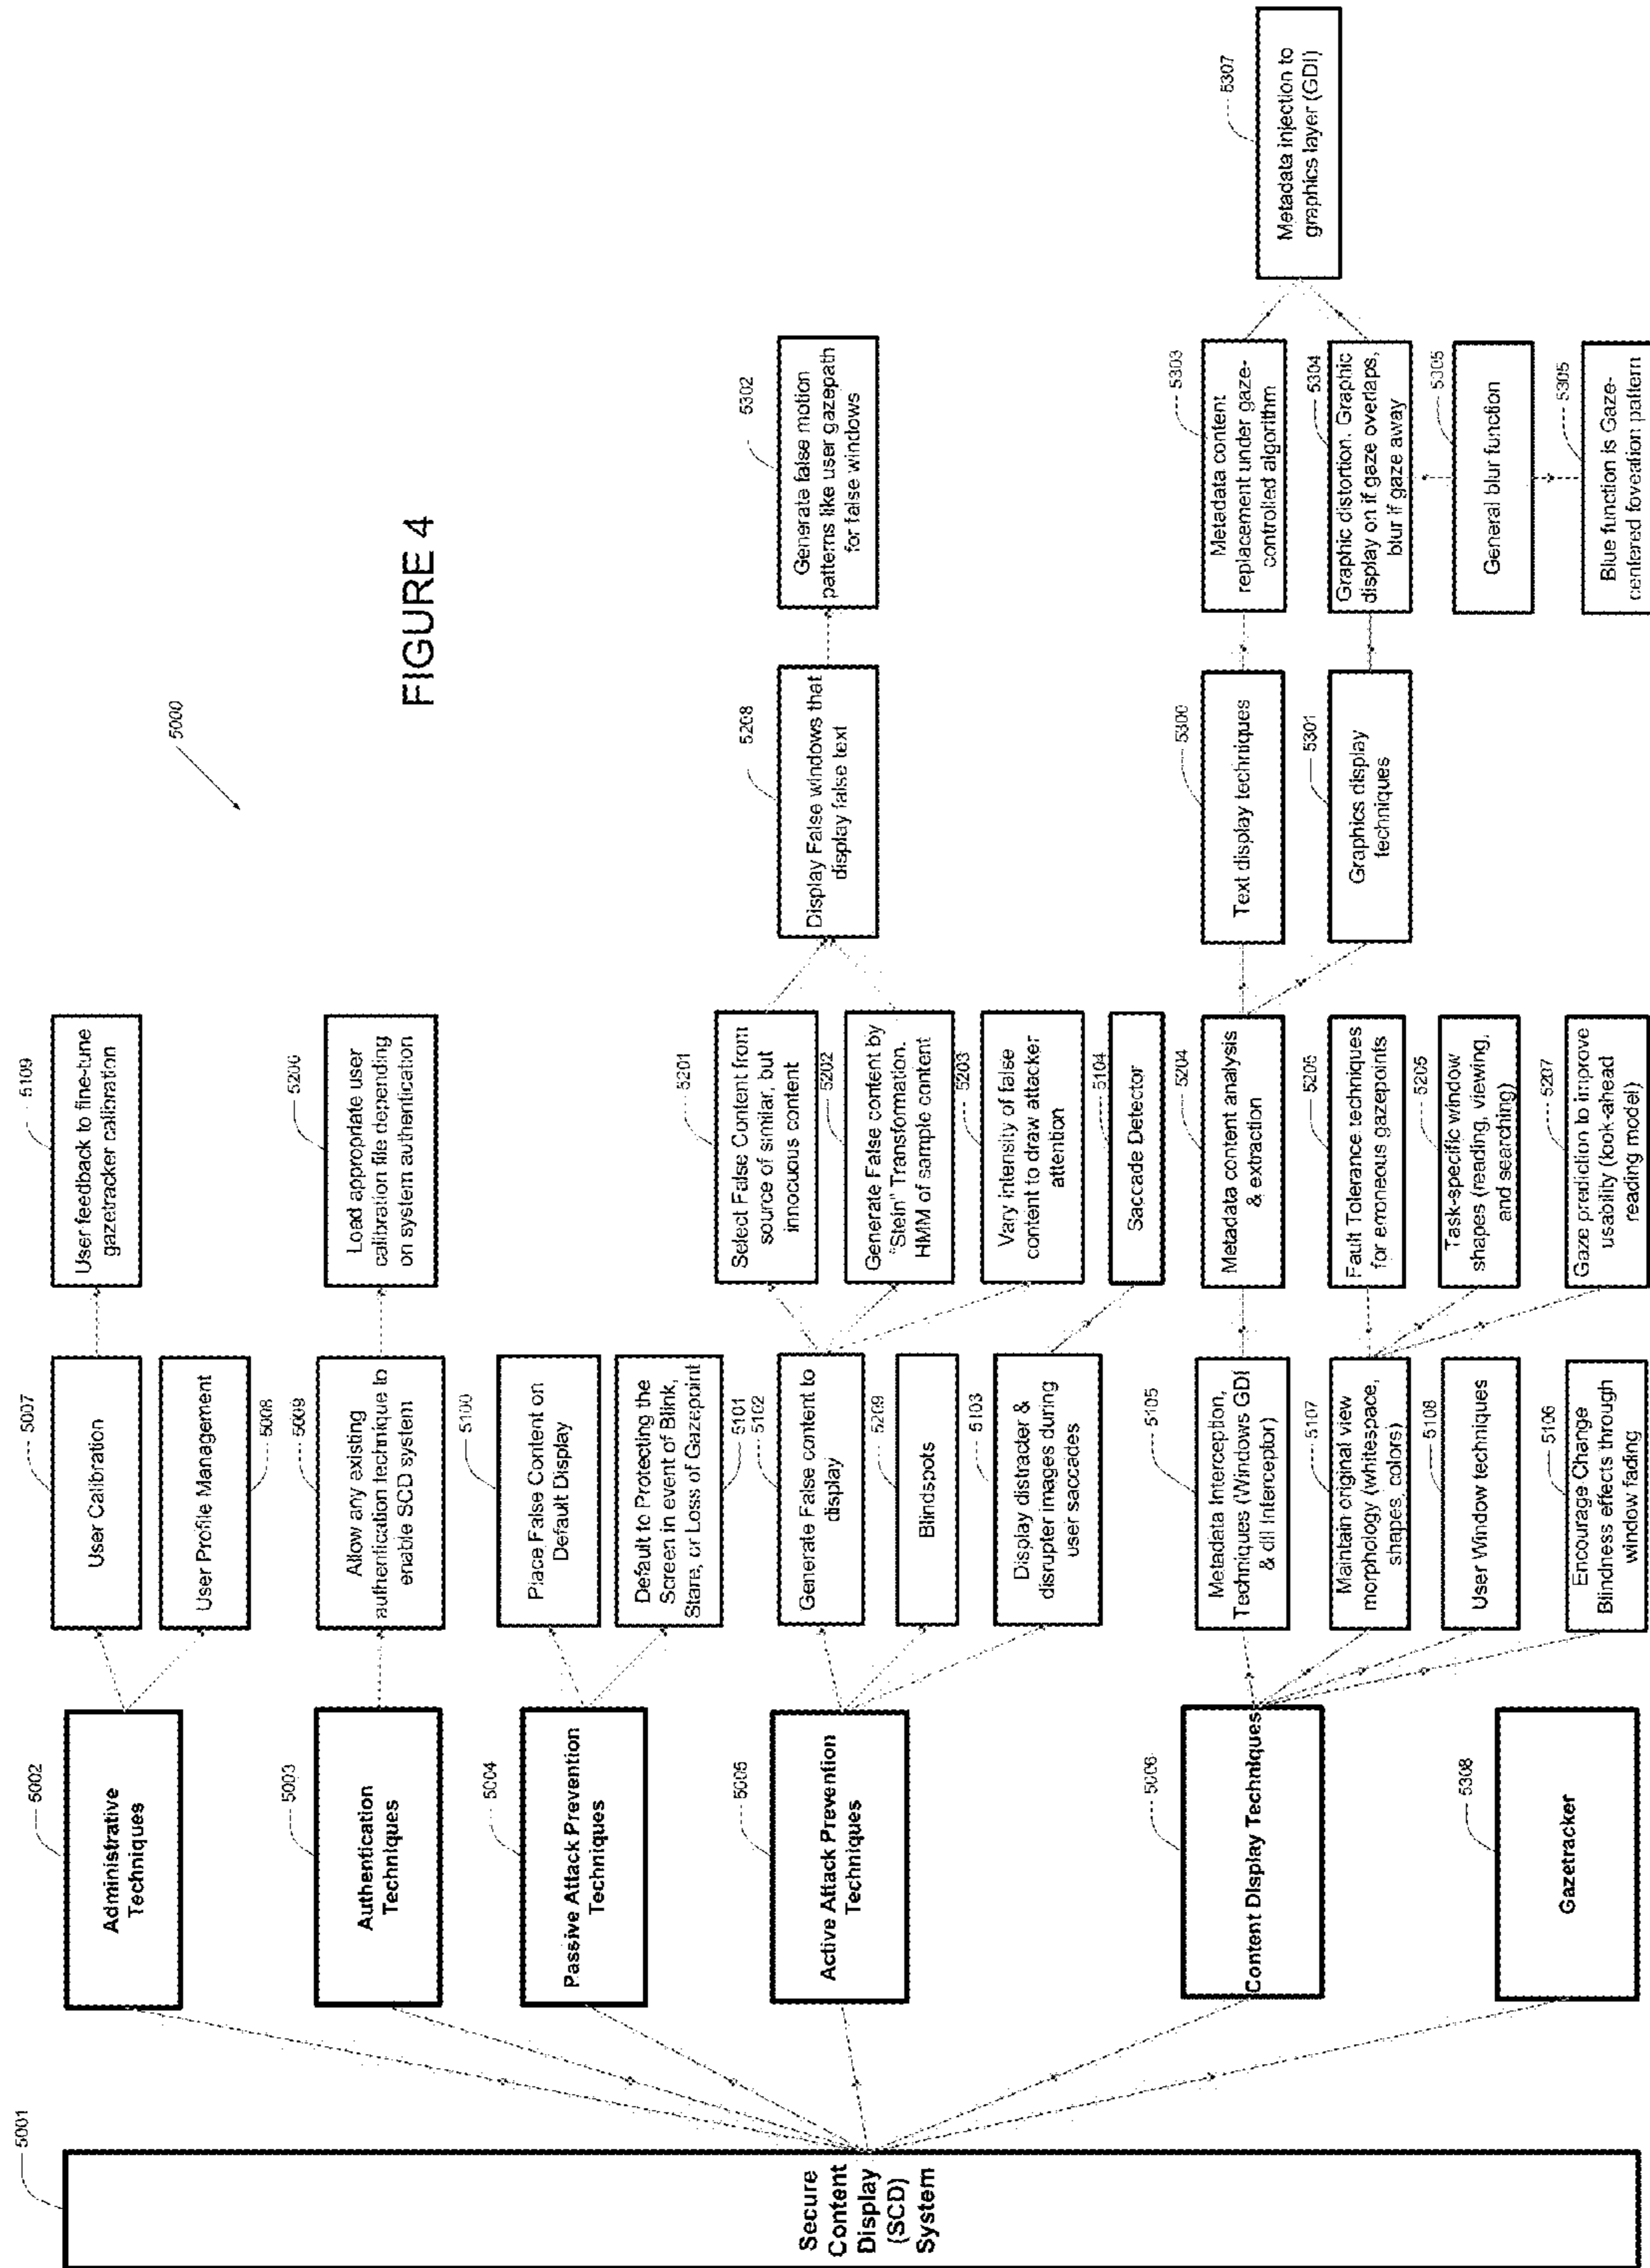 FIGURE 4
5000
5001
Secure
Content
Display
(SCD)
System
5002
Administrative
Techniques
5003
Authentication
Techniques
5004
Passive Attack Prevention
Techniques
5005
Active Attack Prevention
Techniques
5006
Content Display Techniques
5308
Gazetracker
5007
User Calibration
User Profile Management
5008
5009
Allow any existing
authentication technique to
enable SCD system
5100
Place False Content on
Default Display
Default to Protecting the
Screen in event of Blink,
Stare, or Loss of Gazepoint
5101
5102
Generate False content to
display
5209
Blindspots
5103
Display distracter &
disrupter images during
user saccades
5105
Metadata Interception,
Techniques (Windows GDI
& dll Interceptor)
5107
Maintain original view
morphology (whitespace,
shapes, colors)
5108
User Window techniques
5106
Encourage Change
Blindness effects through
window fading
5109
User feedback to fine-tune
gazetracker calibration
5200
Load appropriate user
calibration file depending
on system authentication
5201
Select False Content from
source of similar, but
innocuous content
5202
Generate False content by
"Stein" Transformation.
HMM of sample content
5203
Vary intensity of false
content to draw attacker
attention
5104
Saccade Detector
5204
Metadata content analysis
& extraction
5206
Fault Tolerance techniques
for erroneous gazepoints
5205
Task-specific window
shapes (reading, viewing,
and searching)
5207
Gaze prediction to improve
usability (look-ahead
reading model)
5208
Display False windows that
display false text
5300
Text display techniques
5301
Graphics display
techniques
5302
Generate false motion
patterns like user gazepath
for false windows
5303
Metadata content
replacement under gaze-
controlled algorithm
5304
Graphic distortion. Graphic
display on if gaze overlaps,
blur if gaze away
5305
General blur function
5305
Blue function is Gaze-
centered foveation pattern
5307
Metadata injection to
graphics layer (GDI)